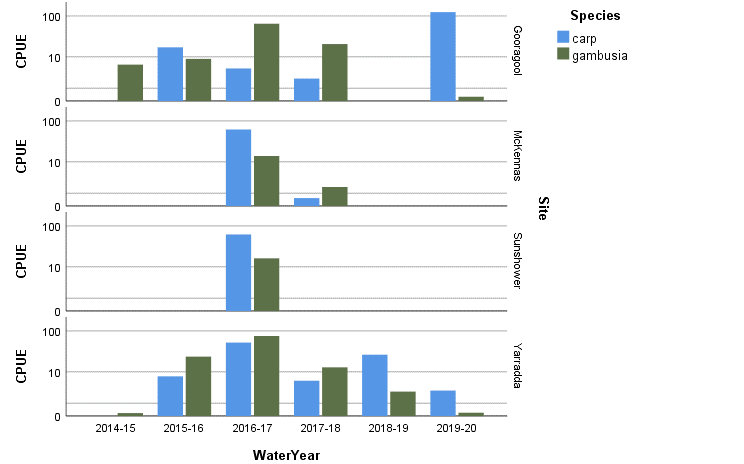 Species
carp
gambusia
CPUE
100
10
0
Gooragool
CPUE
100
10
0
McKennas
CPUE
100
10
0
Sunshower
CPUE
100
10
0
Yarradda
Site
2014-15 2015-16 2016-17 2017-18 2018-19 2019-20
WaterYear